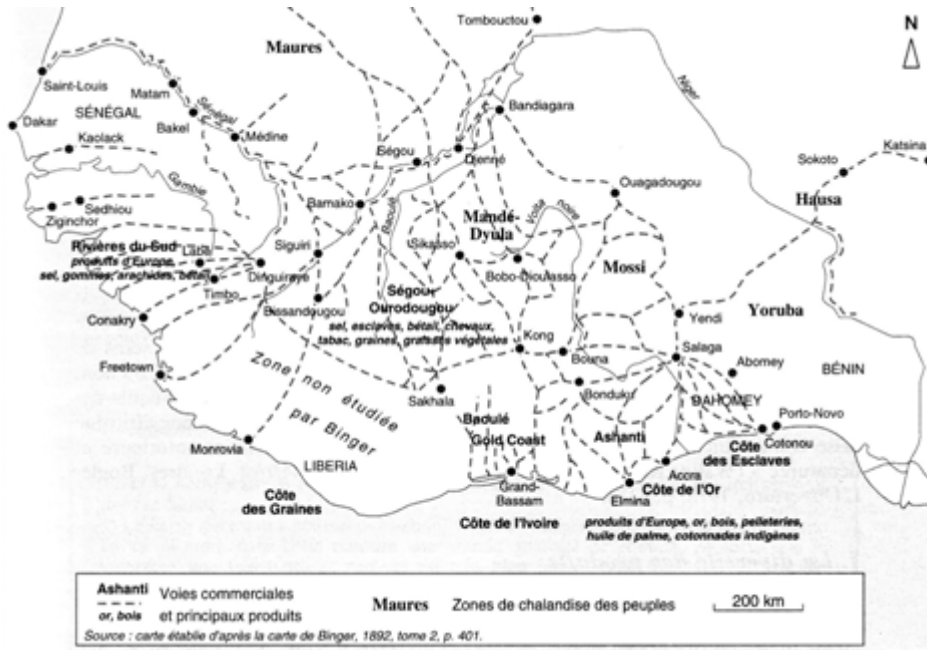 Tombouctou
N
Maures
Saint-Louis
Matam
Sénégal
SÉNÉGAL
Bakel
Dakar
Kaolack
Médine
Niger
Bandiagara
Ségou
Djenné
Katsina
Sokoto
Hausa
Gambie
Sedhiou
Ziginchor
Bamako
Baoulé
Ouagadougou
Volta noire
Mandé-
Dyula
Sikasso
Siguiri
Rivières du Sud
produits d'Europe,
sel, gommes, arachides, bétail
Labé
Dinguiraye
Timbo
Bobo-Dioulasso
Mossi
Ségou-
Ourodougou
sel, esclaves, bétail, chevaux,
tabac, graines, graisses végétales
Bissandougou
Yoruba
Conakry
Yendi
Kong
Bouna
Salaga
Abomey
BÉNIN
Freetown
Zone non étudiée
par Binger
Sakhala
Bonduku
DAHOMEY
Porto-Novo
Baoulé
Gold Coast
Ashanti
Cotonou
Monrovia
LIBERIA
Côte
des Esclaves
Accra
Grand-
Bassam
Elmina
Côte de l'Or
Côte
des Graines
Côte de l'Ivoire
produits d'Europe, or, bois, pelleteries,
huile de palme, cotonnades indigènes
Ashanti Voies commerciales
or, bois et principaux produits
Maures Zones de chalandise des peuples
200 km
Source : carte établie d'après la carte de Binger, 1892, tome 2, p. 401.